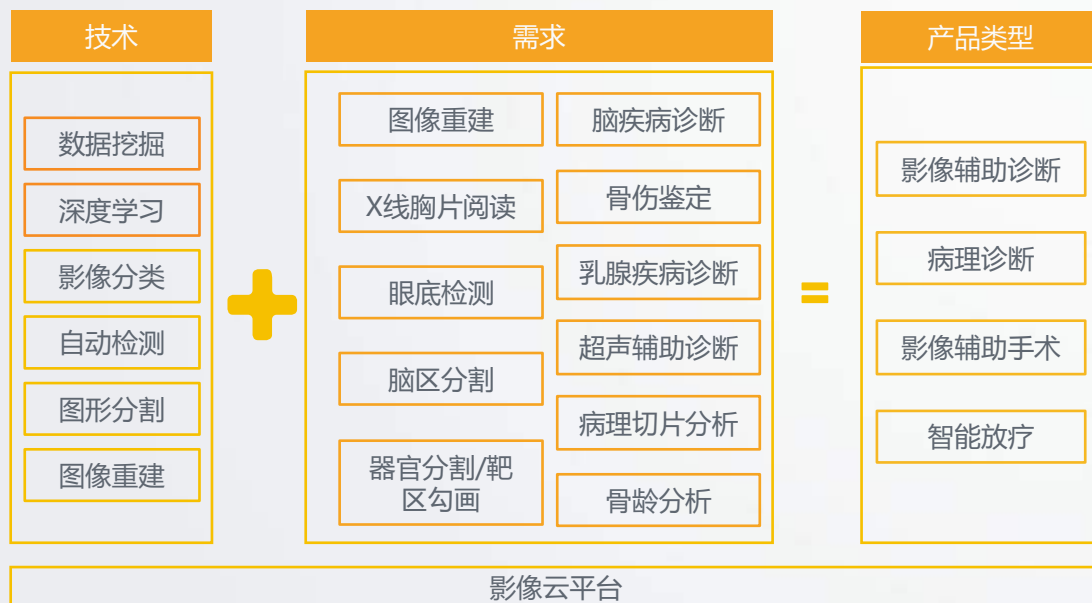 技术
数据挖掘
深度学习
影像分类
自动检测
图形分割
图像重建
需求
图像重建
X线胸片阅读
眼底检测
脑区分割
器官分割/靶
区勾画
脑疾病诊断
骨伤鉴定
乳腺疾病诊断
超声辅助诊断
病理切片分析
骨龄分析
=
产品类型
影像辅助诊断
病理诊断
影像辅助手术
智能放疗
影像云平台